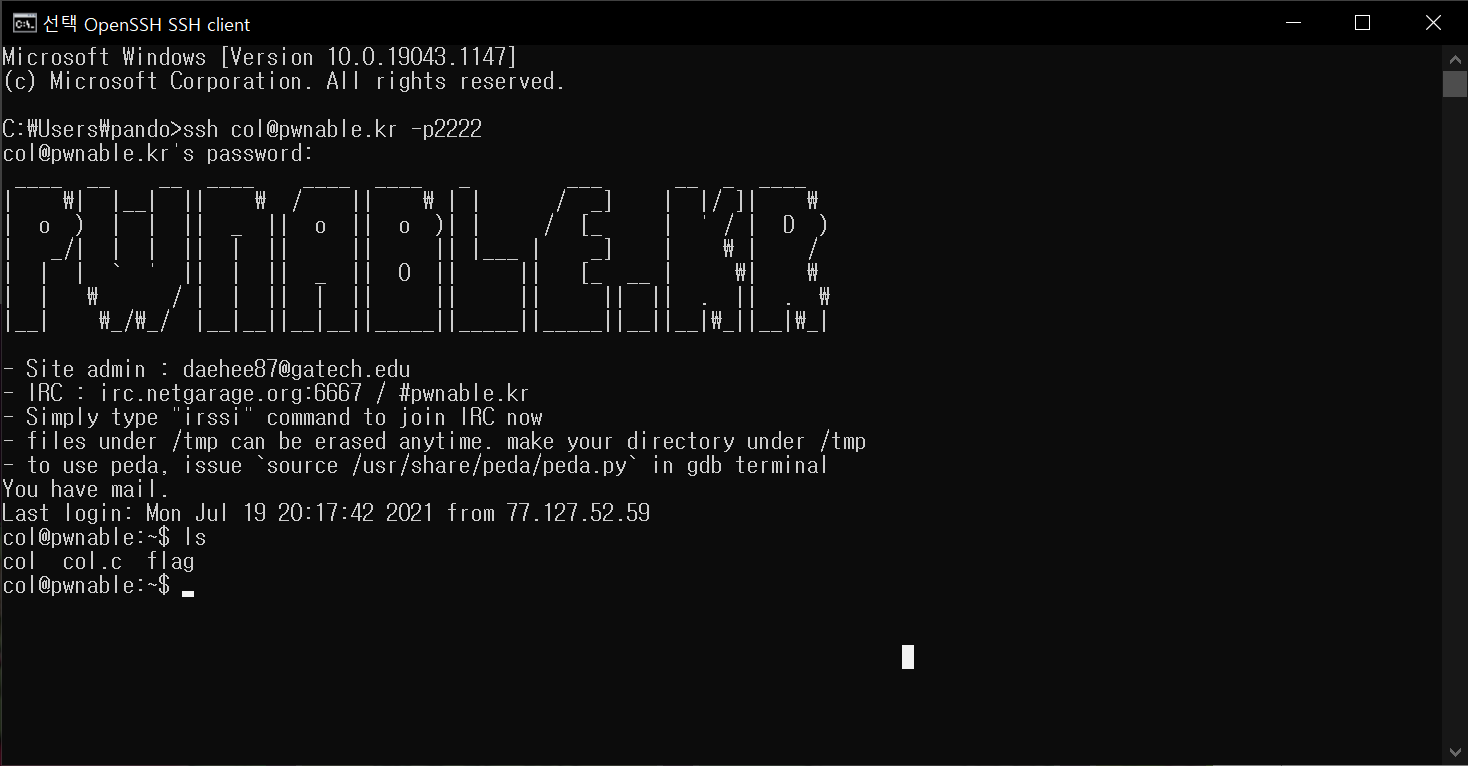 선택 OpenSSH SSH client
Microsoft Windows [Version 10.0.19043.1147]
(c) Microsoft Corporation. All rights reserved.
C:₩Users₩pando>ssh col@pwnable.kr -p2222
col@pwnable.kr's password:
PWNABLE.KR
- Site admin : daehee87@gatech.edu
- IRC : irc.netgarage.org:6667 / #pwnable.kr
- Simply type "irssi" command to join IRC now
- files under /tmp can be erased anytime. make your directory under /tmp
- to use peda, issue `source /usr/share/peda/peda.py` in gdb terminal
You have mail.
Last login: Mon Jul 19 20:17:42 2021 from 77.127.52.59
col@pwnable:~$ ls
col  col.c  flag
col@pwnable:~$